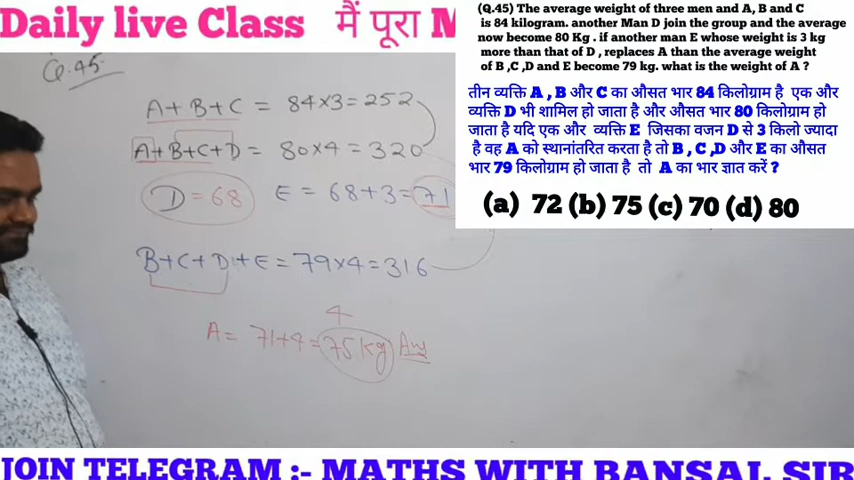 Daily live Class मैं पूरा M
(Q.45) The average weight of three men and A, B and C
is 84 kilogram. another Man D join the group and the average
now become 80 Kg . if another man E whose weight is 3 kg
more than that of D , replaces A than the average weight
of B ,C ,D and E become 79 kg. what is the weight of A ?
तीन व्यक्ति A , B और C का औसत भार 84 किलोग्राम है एक और
व्यक्ति D भी शामिल हो जाता है और औसत भार 80 किलोग्राम हो
जाता है यदि एक और व्यक्ति E जिसका वजन D से 3 किलो ज्यादा
है वह A को स्थानांतरित करता है तो B , C ,D और E का औसत
भार 79 किलोग्राम हो जाता है तो A का भार ज्ञात करें ?
(a) 72 (b) 75 (c) 70 (d) 80
Q.45
A+B+C = 84×3=252
A+B+C+D = 80×4=320
D=68 E = 68+3=71
B+C+D+E=79×4=316
4
A= 71+4=75kg Ans
JOIN TELEGRAM :- MATHS WITH BANSAL SIR